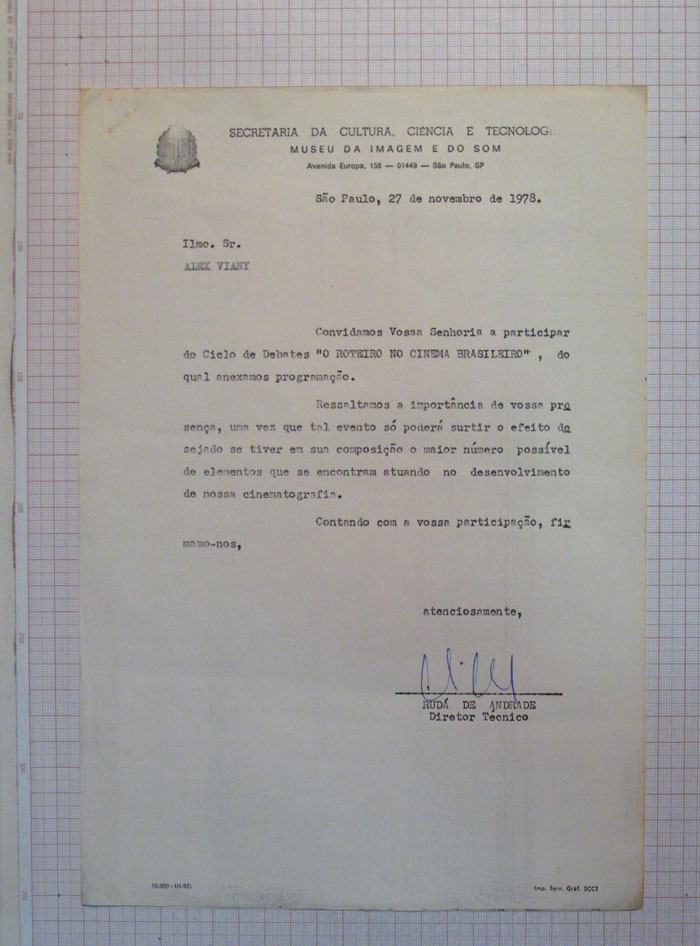 SECRETARIA DA CULTURA, CIÊNCIA E TECNOLOGI
MUSEU DA IMAGEM E DO SOM
Avenida Europa, 158 — 01449 — São Paulo, SP
São Paulo, 27 de novembro de 1978.
Ilmo. Sr.
ALEX VIANY
Convidamos Vossa Senhoria a participar
do Ciclo de Debates "O ROTEIRO NO CINEMA BRASILEIRO" , do
qual anexamos programação.
Ressaltamos a importância de vossa pre
sença, uma vez que tal evento só poderá surtir o efeito de
sejado se tiver em sua composição o maior número possível
de elementos que se encontram atuando no desenvolvimento
de nossa cinematografia.
Contando com a vossa participação, fir
mamo-nos,
atenciosamente,
RUDÁ DE ANDRADE
Diretor Técnico
Imp. Serv. Gráf. SCCT